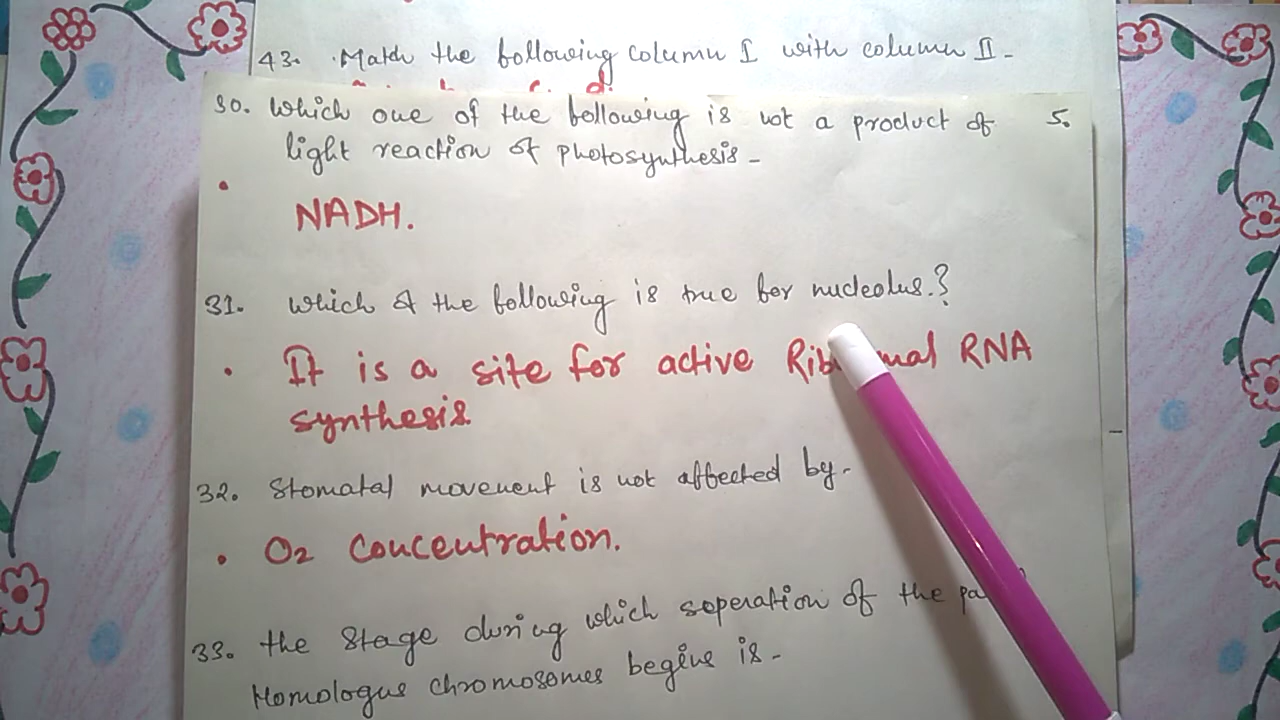 43. Match the following column I with column II-
30. Which one of the following is not a product of
light reaction of photosynthesis-
5.
• NADH.
31. Which of the following is true for nucleolus.?
• It is a site for active RNA
synthesis.
32. Stomatal movement is not affected by-
• O2 Concentration.
33. the stage during which seperation of the
Homologus chromosomes begins is-